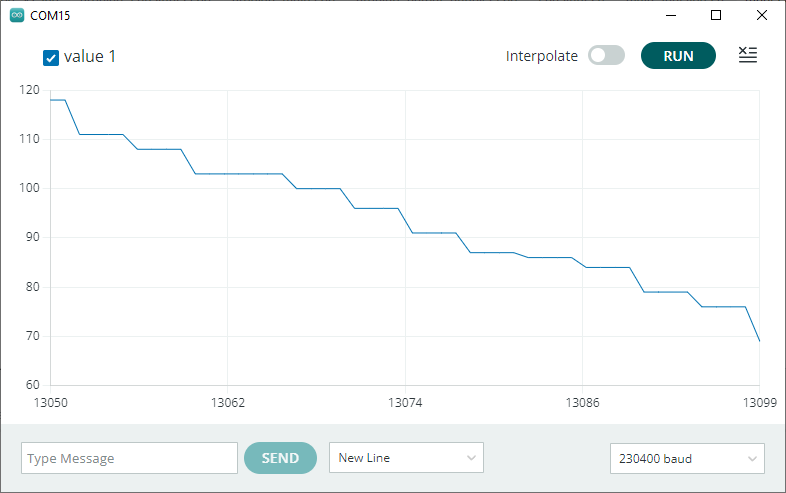 COM15
value 1
Interpolate
RUN
120
110
100
90
80
70
60
13050 13062 13074 13086 13099
Type Message
SEND
New Line
230400 baud